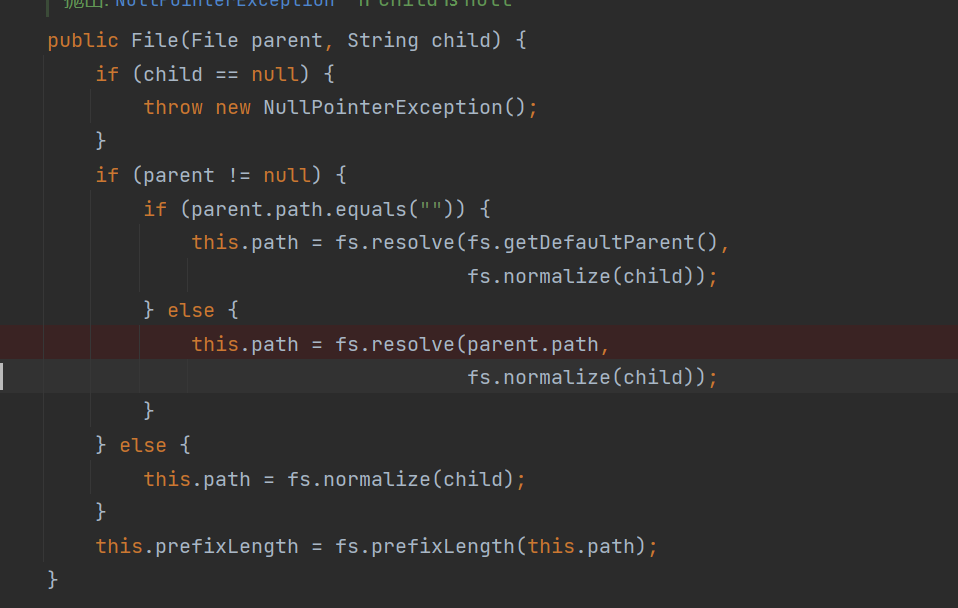 抛出: NullPointerException – If child is null
public File(File parent, String child) {
if (child == null) {
throw new NullPointerException();
}
if (parent != null) {
if (parent.path.equals("")) {
this.path = fs.resolve(fs.getDefaultParent(),
fs.normalize(child));
} else {
this.path = fs.resolve(parent.path,
fs.normalize(child));
}
} else {
this.path = fs.normalize(child);
}
this.prefixLength = fs.prefixLength(this.path);
}